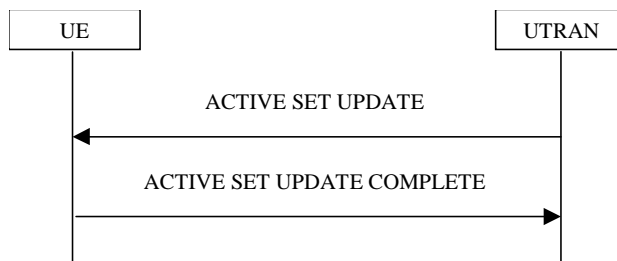 UE
UTRAN
ACTIVE SET UPDATE
ACTIVE SET UPDATE COMPLETE